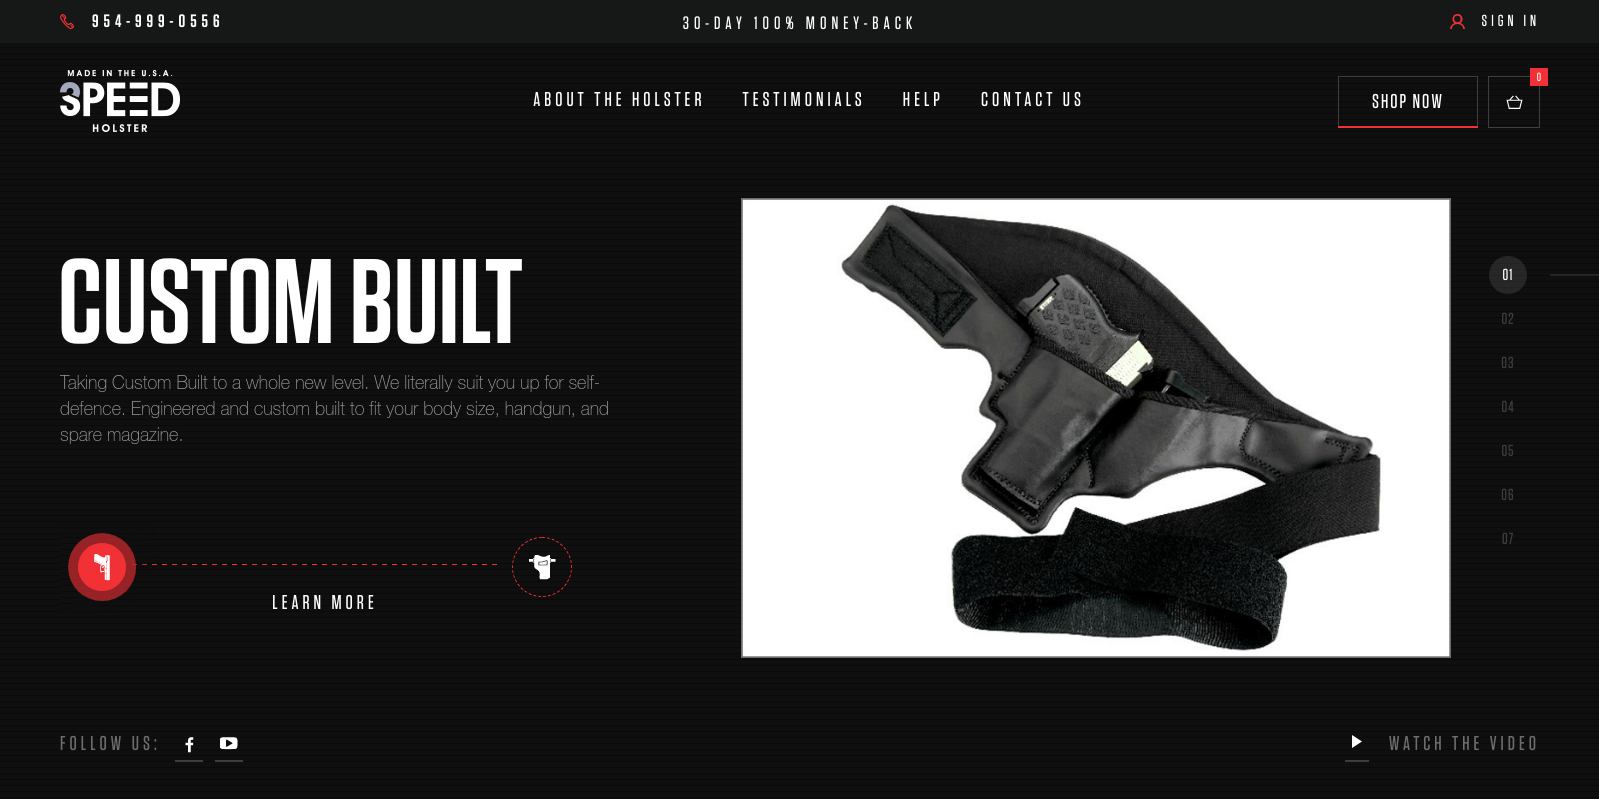 954-999-0556
30-DAY 100% MONEY-BACK
SIGN IN
MADE IN THE U.S.A.
3PEED
HOLSTER
ABOUT THE HOLSTER
TESTIMONIALS
HELP
CONTACT US
SHOP NOW
0
CUSTOM BUILT
Taking Custom Built to a whole new level. We literally suit you up for self-
defence. Engineered and custom built to fit your body size, handgun, and
spare magazine.
LEARN MORE
01
02
03
04
05
06
07
FOLLOW US:
WATCH THE VIDEO